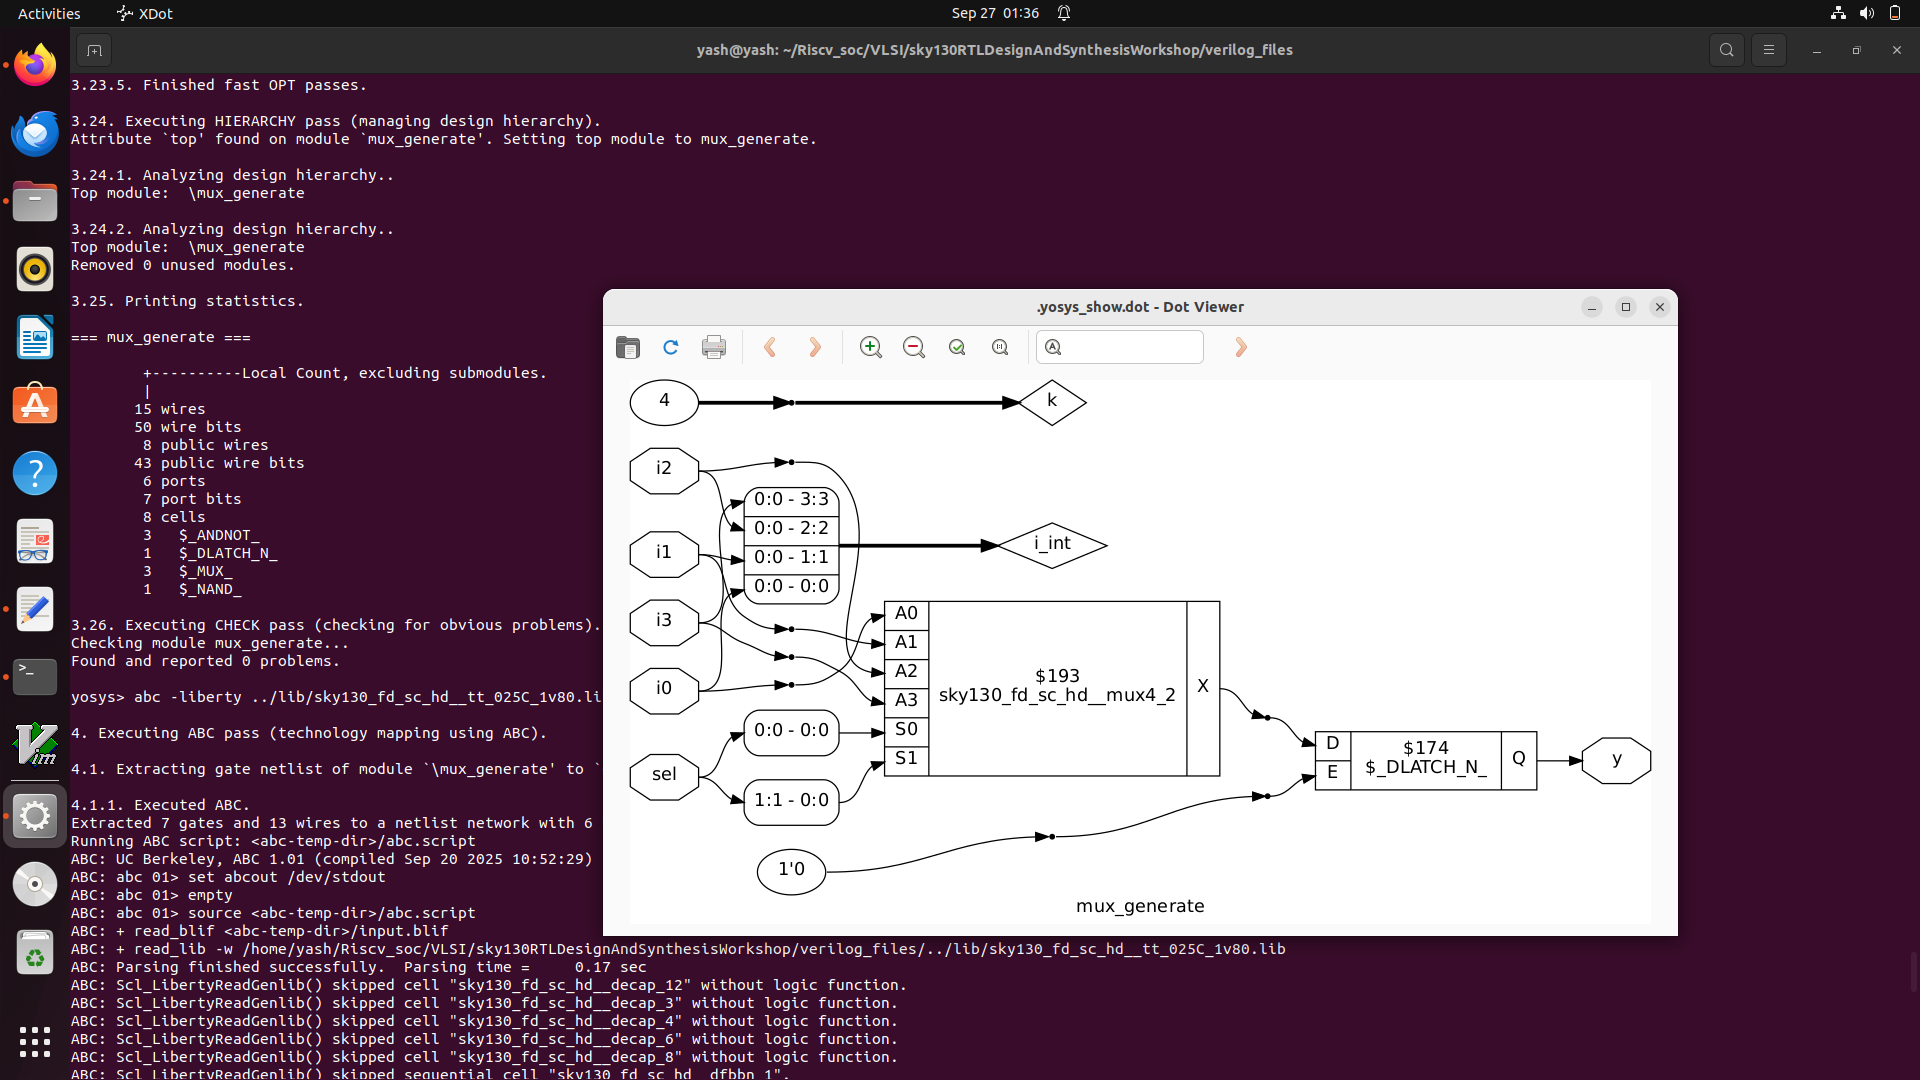 Activities
XDot
Sep 27 01:36
yash@yash: ~/Riscv_soc/VLSI/sky130RTLDesignAndSynthesisWorkshop/verilog_files
3.23.5. Finished fast OPT passes.
3.24. Executing HIERARCHY pass (managing design hierarchy).
Attribute `top' found on module `mux_generate'. Setting top module to mux_generate.
3.24.1. Analyzing design hierarchy..
Top module:  \mux_generate
3.24.2. Analyzing design hierarchy..
Top module:  \mux_generate
Removed 0 unused modules.
3.25. Printing statistics.
=== mux_generate ===
+----------Local Count, excluding submodules.
|
15 wires
50 wire bits
8 public wires
43 public wire bits
6 ports
7 port bits
8 cells
3   $_ANDNOT_
1   $_DLATCH_N_
3   $_MUX_
1   $_NAND_
3.26. Executing CHECK pass (checking for obvious problems).
Checking module mux_generate...
Found and reported 0 problems.
yosys> abc -liberty ../lib/sky130_fd_sc_hd__tt_025C_1v80.li
4. Executing ABC pass (technology mapping using ABC).
4.1. Extracting gate netlist of module `\mux_generate' to `
4.1.1. Executed ABC.
Extracted 7 gates and 13 wires to a netlist network with 6
Running ABC script: <abc-temp-dir>/abc.script
ABC: UC Berkeley, ABC 1.01 (compiled Sep 20 2025 10:52:29)
ABC: abc 01> set abcout /dev/stdout
ABC: abc 01> empty
ABC: abc 01> source <abc-temp-dir>/abc.script
ABC: + read_blif <abc-temp-dir>/input.blif
ABC: + read_lib -w /home/yash/Riscv_soc/VLSI/sky130RTLDesignAndSynthesisWorkshop/verilog_files/../lib/sky130_fd_sc_hd__tt_025C_1v80.lib
ABC: Parsing finished successfully.  Parsing time =     0.17 sec
ABC: Scl_LibertyReadGenlib() skipped cell "sky130_fd_sc_hd__decap_12" without logic function.
ABC: Scl_LibertyReadGenlib() skipped cell "sky130_fd_sc_hd__decap_3" without logic function.
ABC: Scl_LibertyReadGenlib() skipped cell "sky130_fd_sc_hd__decap_4" without logic function.
ABC: Scl_LibertyReadGenlib() skipped cell "sky130_fd_sc_hd__decap_6" without logic function.
ABC: Scl_LibertyReadGenlib() skipped cell "sky130_fd_sc_hd__decap_8" without logic function.
ABC: Scl_LibertyReadGenlib() skipped sequential cell "sky130_fd_sc_hd__dfbbn_1".
.yosys_show.dot - Dot Viewer
4
k
i2
0:0 - 3:3
0:0 - 2:2
0:0 - 1:1
0:0 - 0:0
i_int
i1
i3
i0
sel
0:0 - 0:0
1:1 - 0:0
1'0
A0
A1
A2
A3
S0
S1
$193
sky130_fd_sc_hd__mux4_2
X
D
E
$174
$_DLATCH_N_
Q
y
mux_generate